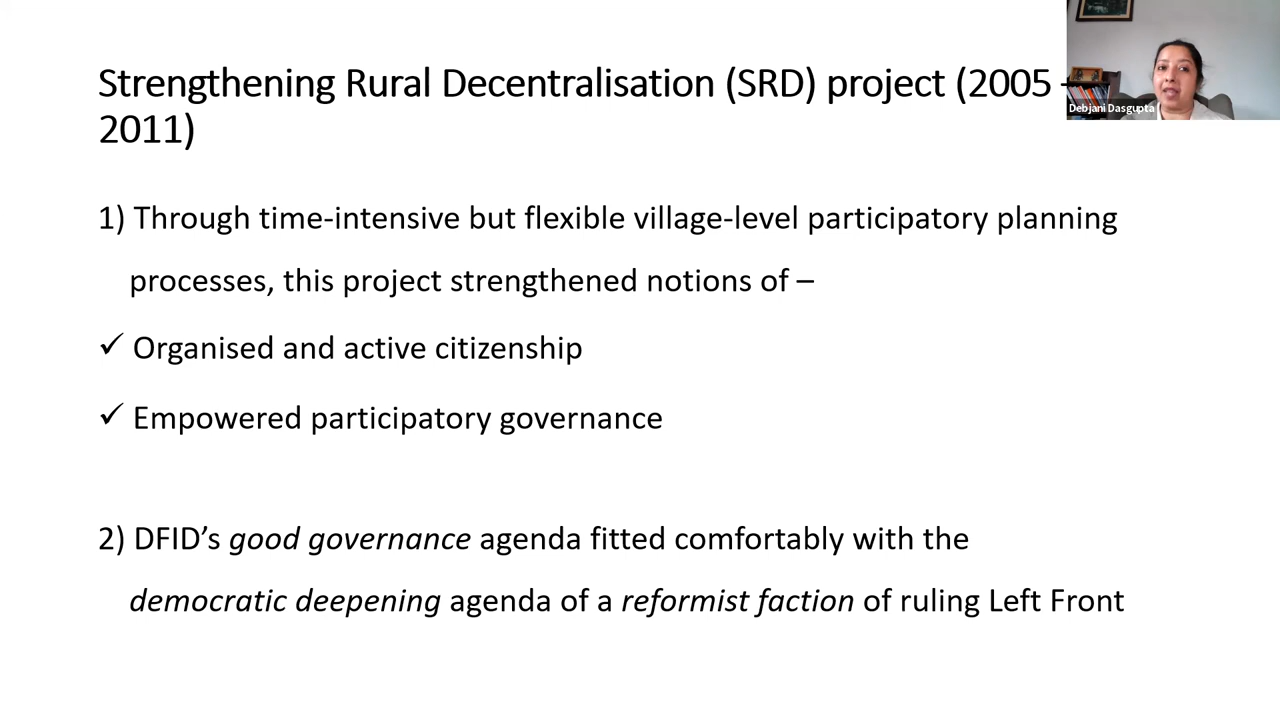 Strengthening Rural Decentralisation (SRD) project (2005 –
2011)
Debjani Dasgupta
1) Through time-intensive but flexible village-level participatory planning
processes, this project strengthened notions of –
✓ Organised and active citizenship
✓ Empowered participatory governance
2) DFID’s good governance agenda fitted comfortably with the
democratic deepening agenda of a reformist faction of ruling Left Front